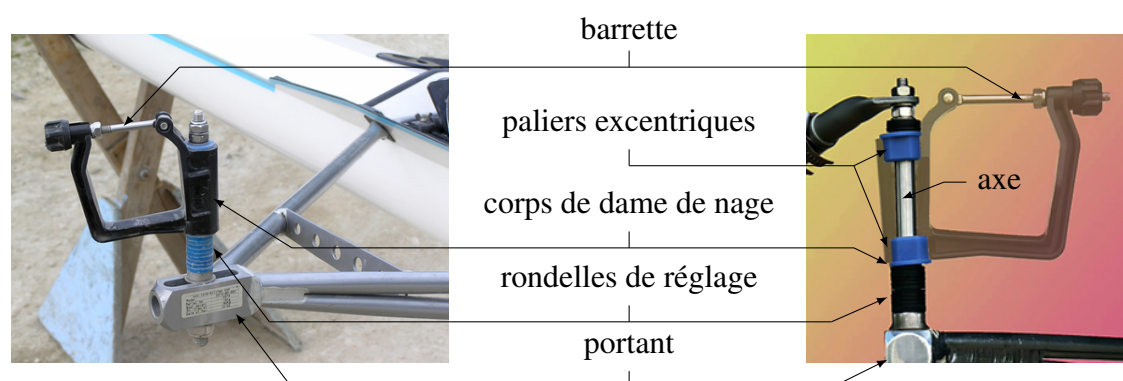 barrette
paliers excentriques
axe
corps de dame de nage
rondelles de réglage
portant